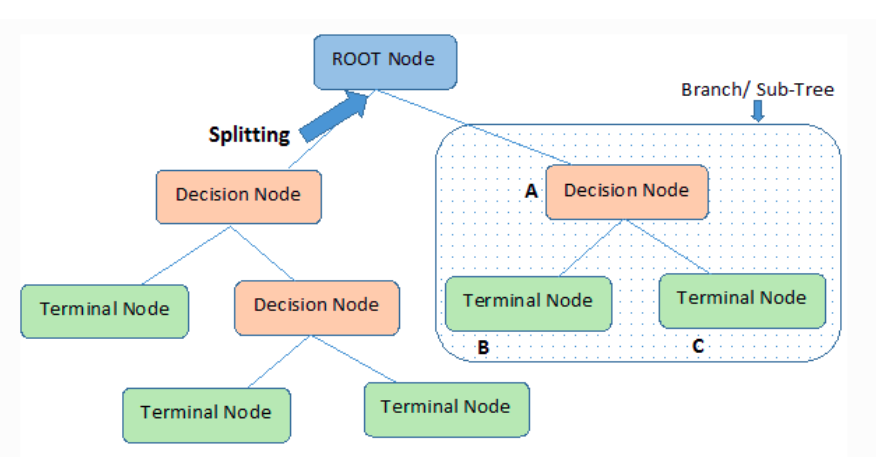 ROOT Node
Branch/ Sub-Tree
Splitting
Decision Node
A
Decision Node
Terminal Node
Decision Node
Terminal Node
Terminal Node
B
C
Terminal Node
Terminal Node